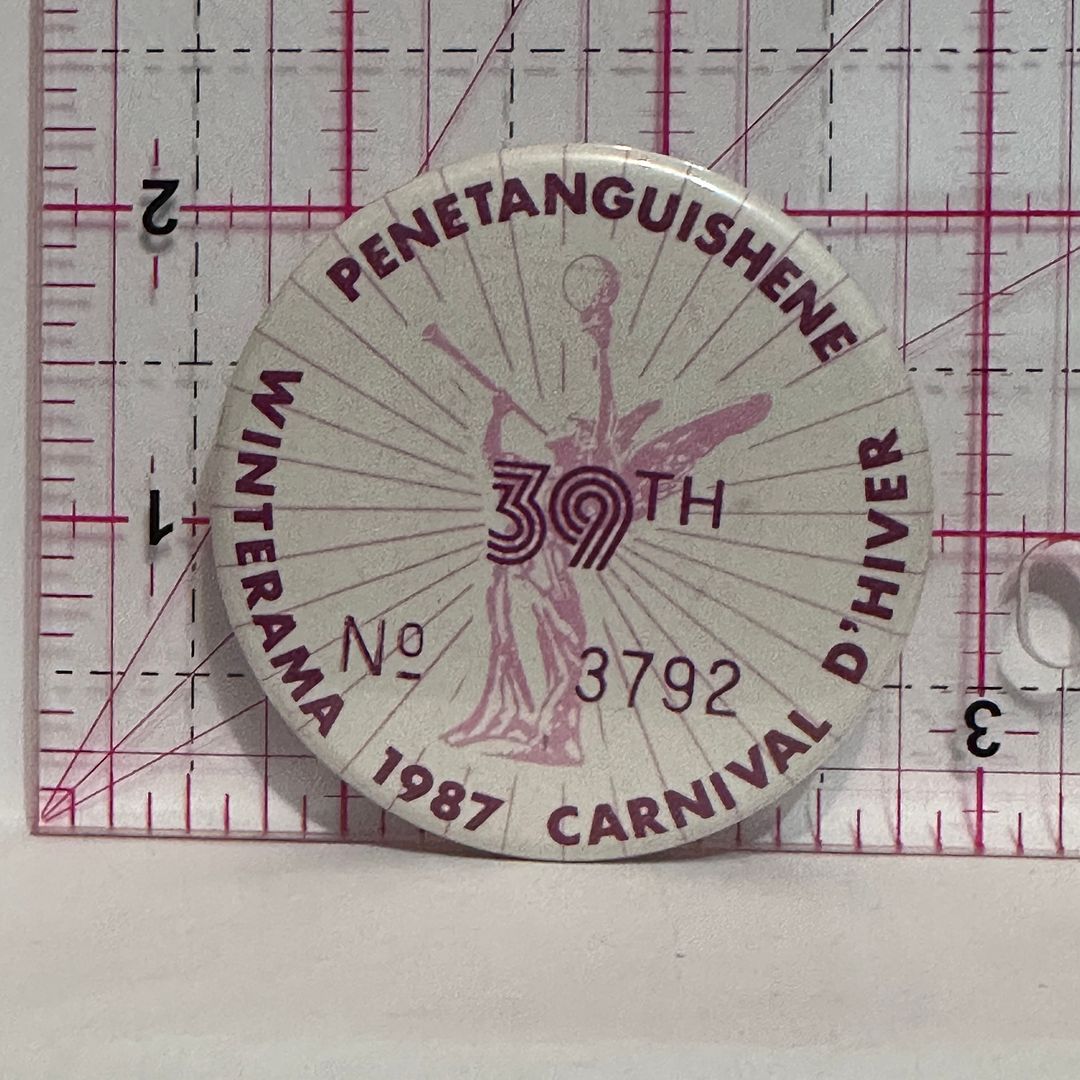 PENETANGUISHENE
WINTERAMA 1987 CARNIVAL D'HIVER
39TH
Nº 3792
2
1
3